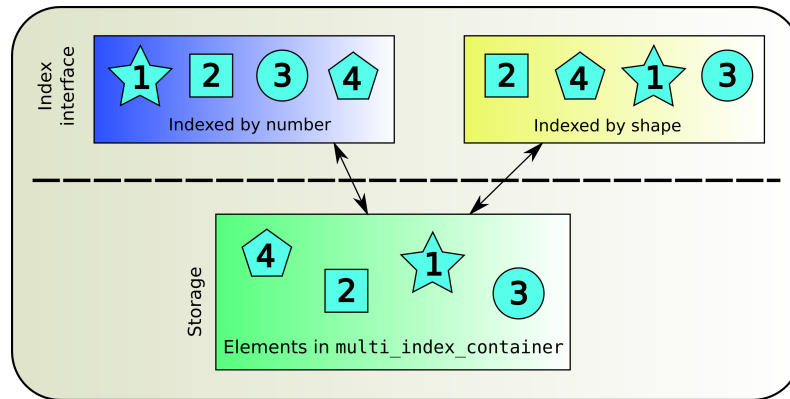 Index
interface
1 2 3 4
Indexed by number
2 4 1 3
Indexed by shape
Storage
4 2 1 3
Elements in multi_index_container